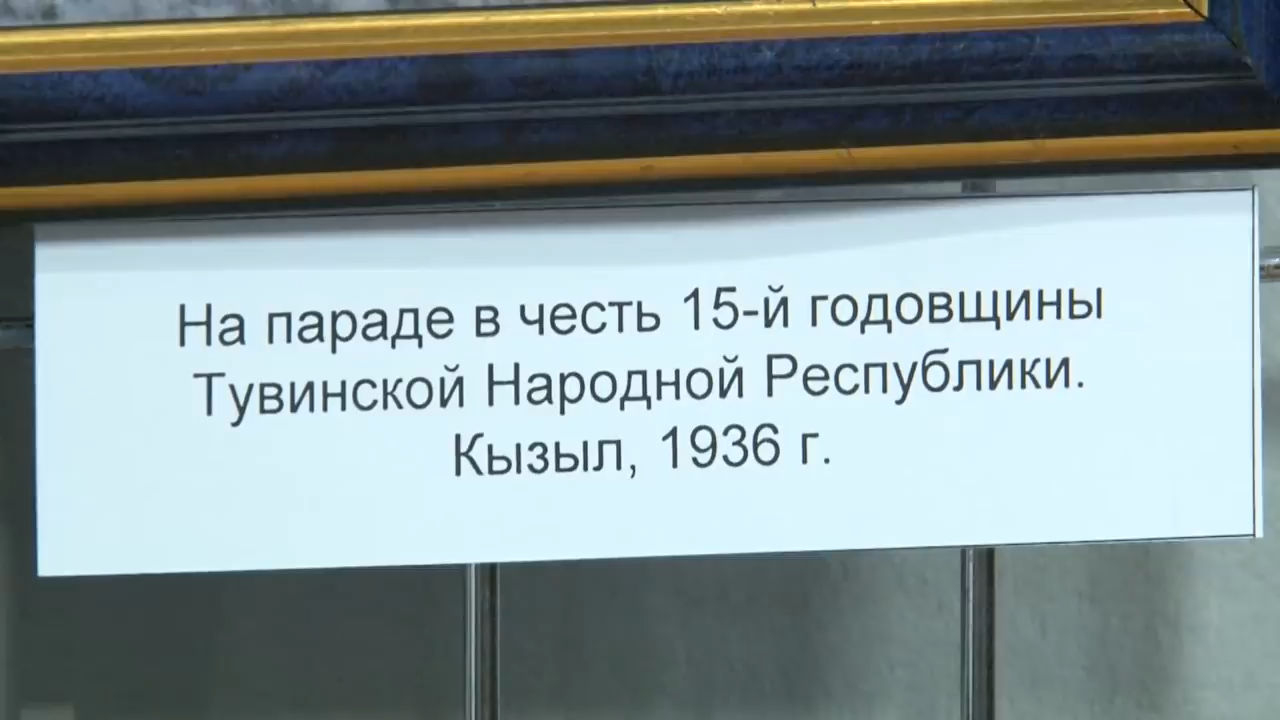 На параде в честь 15-й годовщины
Тувинской Народной Республики.
Кызыл, 1936 г.